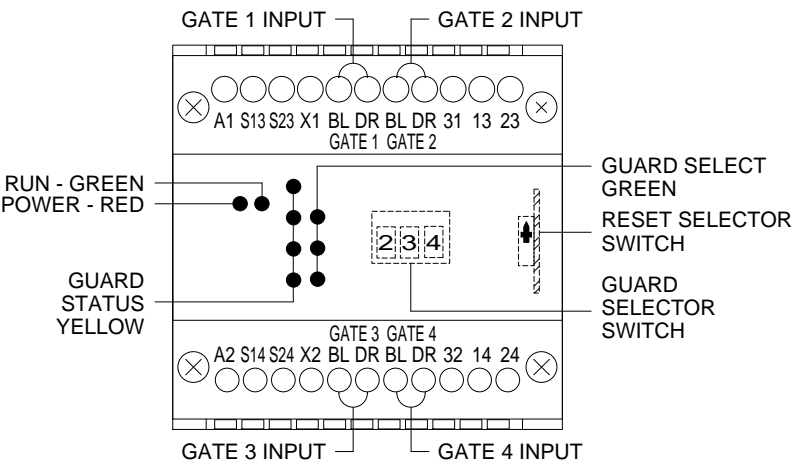 GATE 1 INPUT
GATE 2 INPUT
A1 S13 S23 X1 BL DR BL DR 31 13 23
GATE 1 GATE 2
RUN - GREEN
POWER - RED
GUARD
STATUS
YELLOW
2 3 4
GUARD SELECT
GREEN
RESET SELECTOR
SWITCH
GUARD
SELECTOR
SWITCH
GATE 3 GATE 4
A2 S14 S24 X2 BL DR BL DR 32 14 24
GATE 3 INPUT
GATE 4 INPUT